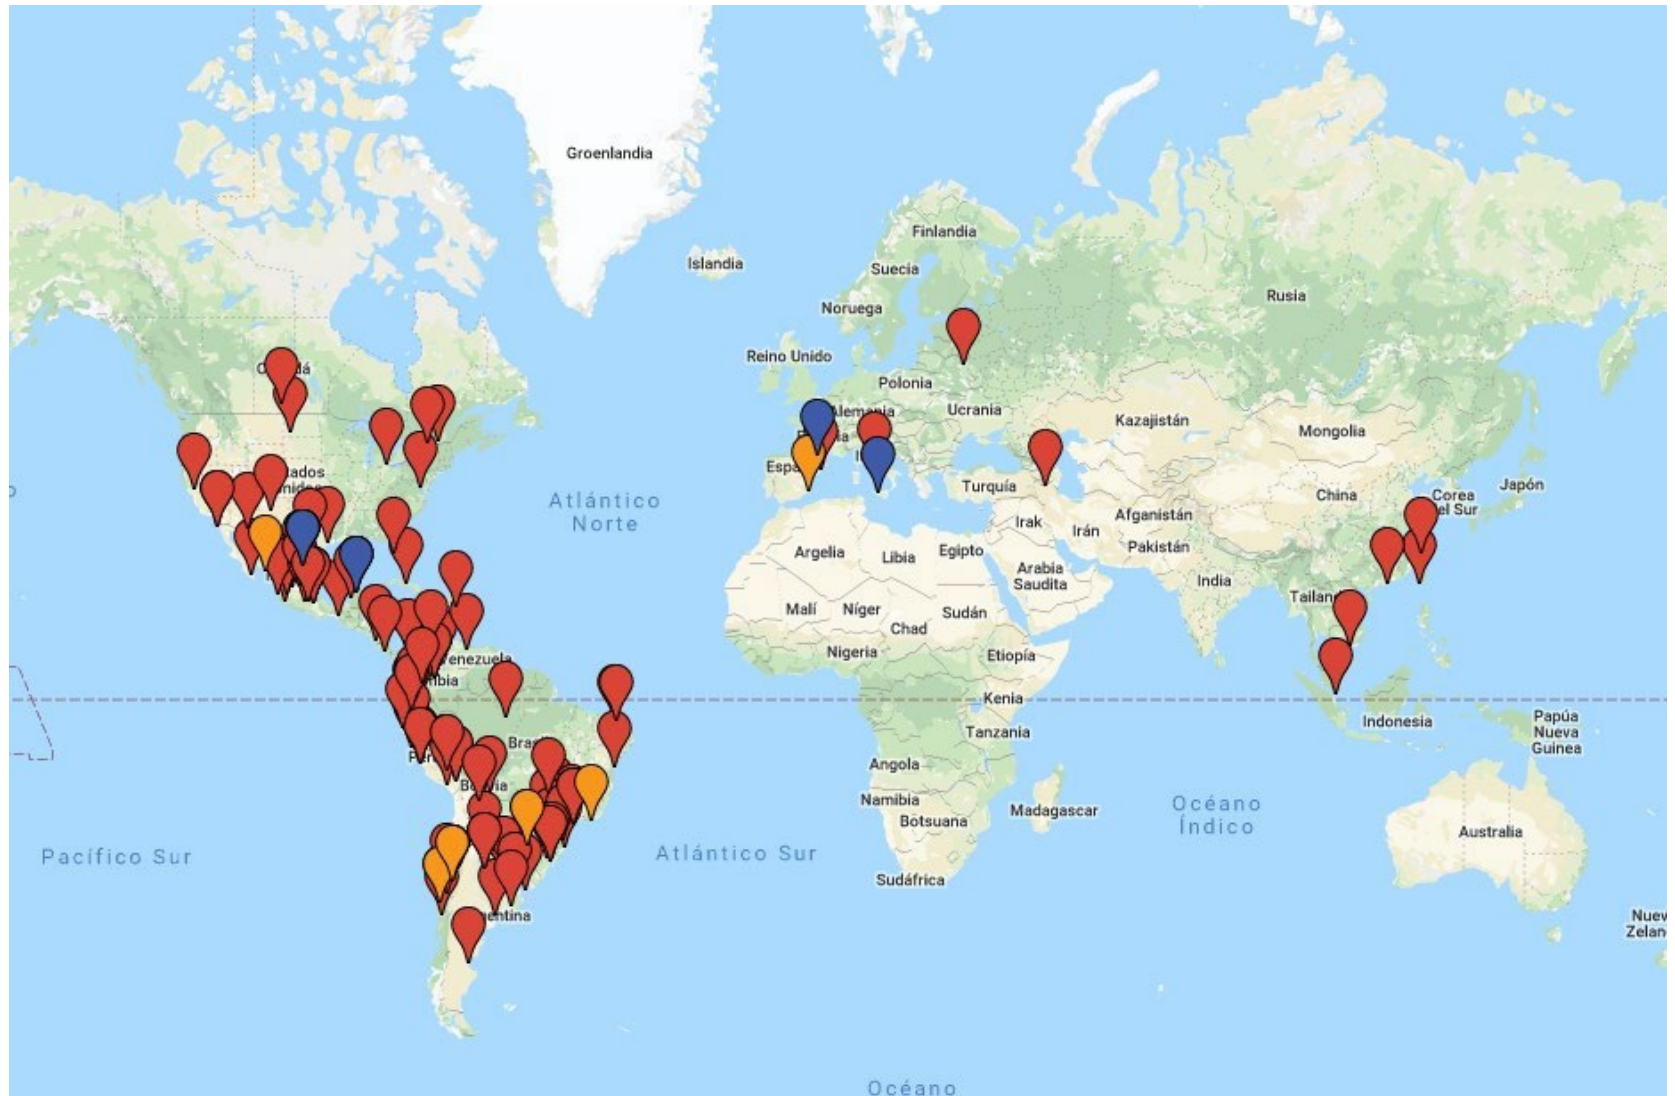 Groenlandia
Finlandia
Islandia
Suecia
Noruega
Rusia
Reino Unido
Polonia
Ucrania
Kazajistán
Mongolia
Turquía
China
Corea
Japón
Atlántico
Norte
Irak
Irán
Afganistán
Pakistán
Argelia
Libia
Egipto
Arabia
Saudita
India
Malí
Níger
Chad
Sudán
Nigeria
Etiopía
Kenia
Tanzania
Indonesia
Papúa
Nueva
Guinea
Angola
Namibia
Botsuana
Madagascar
Océano
Índico
Australia
Pacífico Sur
Atlántico Sur
Sudáfrica
Océano